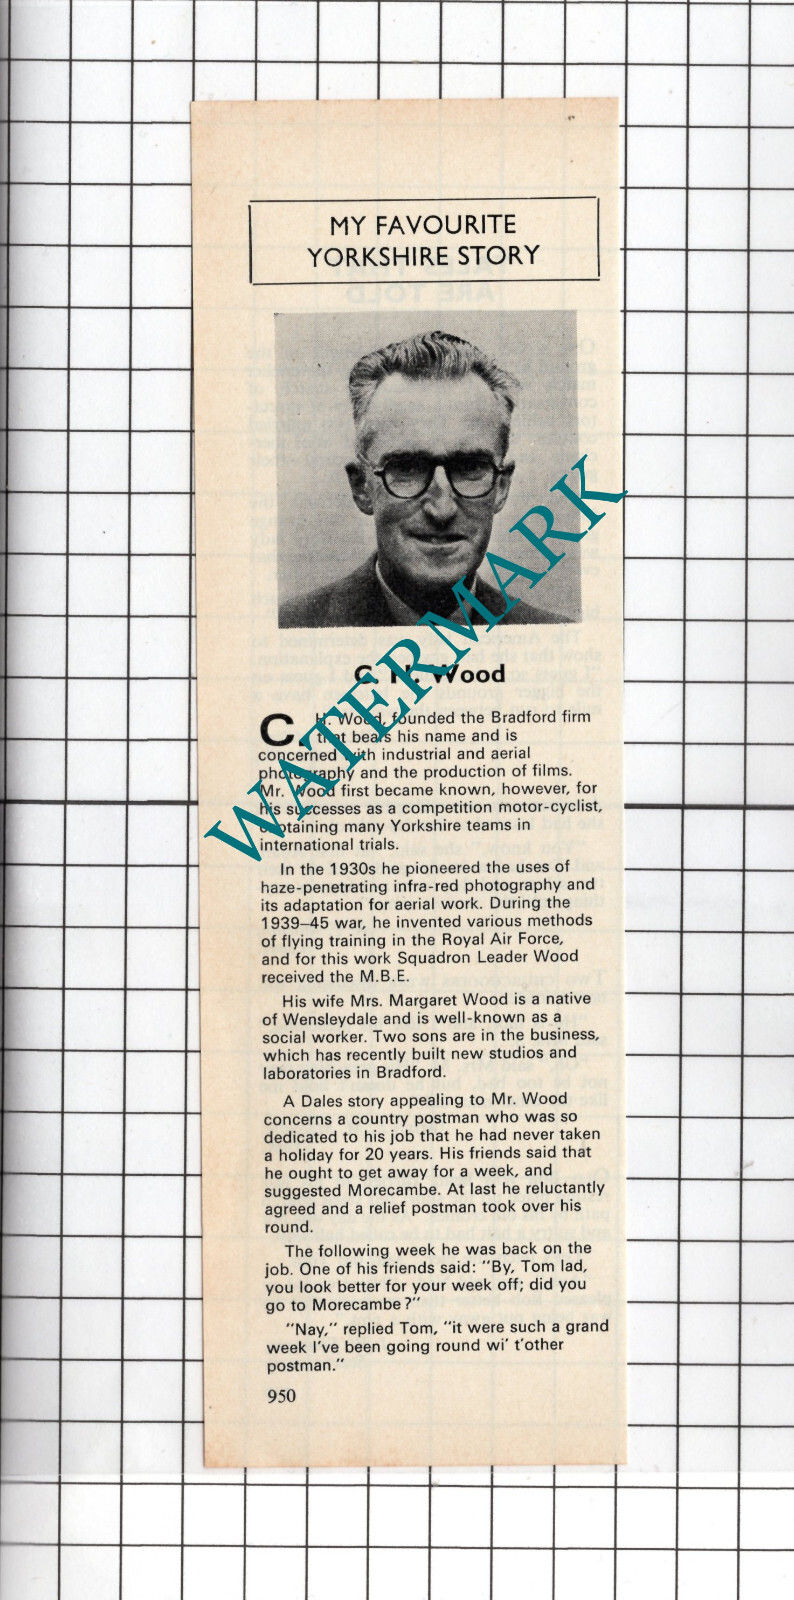 MY FAVOURITE
YORKSHIRE STORY
C. H. Wood
C. H. Wood, founded the Bradford firm
that bears his name and is
concerned with industrial and aerial
photography and the production of films.
Mr. Wood first became known, however, for
his successes as a competition motor-cyclist,
captaining many Yorkshire teams in
international trials.
In the 1930s he pioneered the uses of
haze-penetrating infra-red photography and
its adaptation for aerial work. During the
1939–45 war, he invented various methods
of flying training in the Royal Air Force,
and for this work Squadron Leader Wood
received the M.B.E.
His wife Mrs. Margaret Wood is a native
of Wensleydale and is well-known as a
social worker. Two sons are in the business,
which has recently built new studios and
laboratories in Bradford.
A Dales story appealing to Mr. Wood
concerns a country postman who was so
dedicated to his job that he had never taken
a holiday for 20 years. His friends said that
he ought to get away for a week, and
suggested Morecambe. At last he reluctantly
agreed and a relief postman took over his
round.
The following week he was back on the
job. One of his friends said: "By, Tom lad,
you look better for your week off; did you
go to Morecambe?"
"Nay," replied Tom, "it were such a grand
week I've been going round wi' t'other
postman."
950
WATERMARK